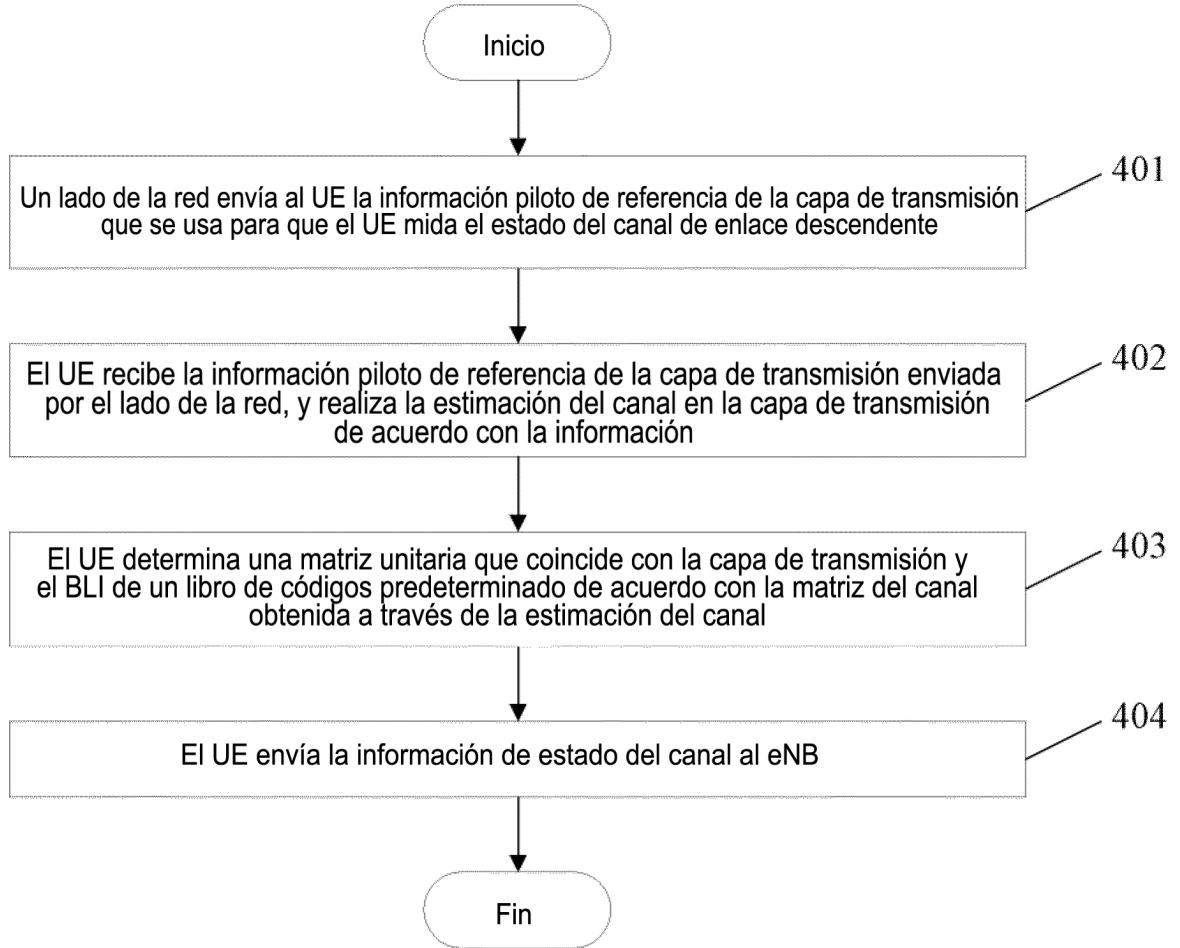 Inicio
401
Un lado de la red envía al UE la información piloto de referencia de la capa de transmisión
que se usa para que el UE mida el estado del canal de enlace descendente
402
El UE recibe la información piloto de referencia de la capa de transmisión enviada
por el lado de la red, y realiza la estimación del canal en la capa de transmisión
de acuerdo con la información
403
El UE determina una matriz unitaria que coincide con la capa de transmisión y
el BLI de un libro de códigos predeterminado de acuerdo con la matriz del canal
obtenida a través de la estimación del canal
404
El UE envía la información de estado del canal al eNB
Fin